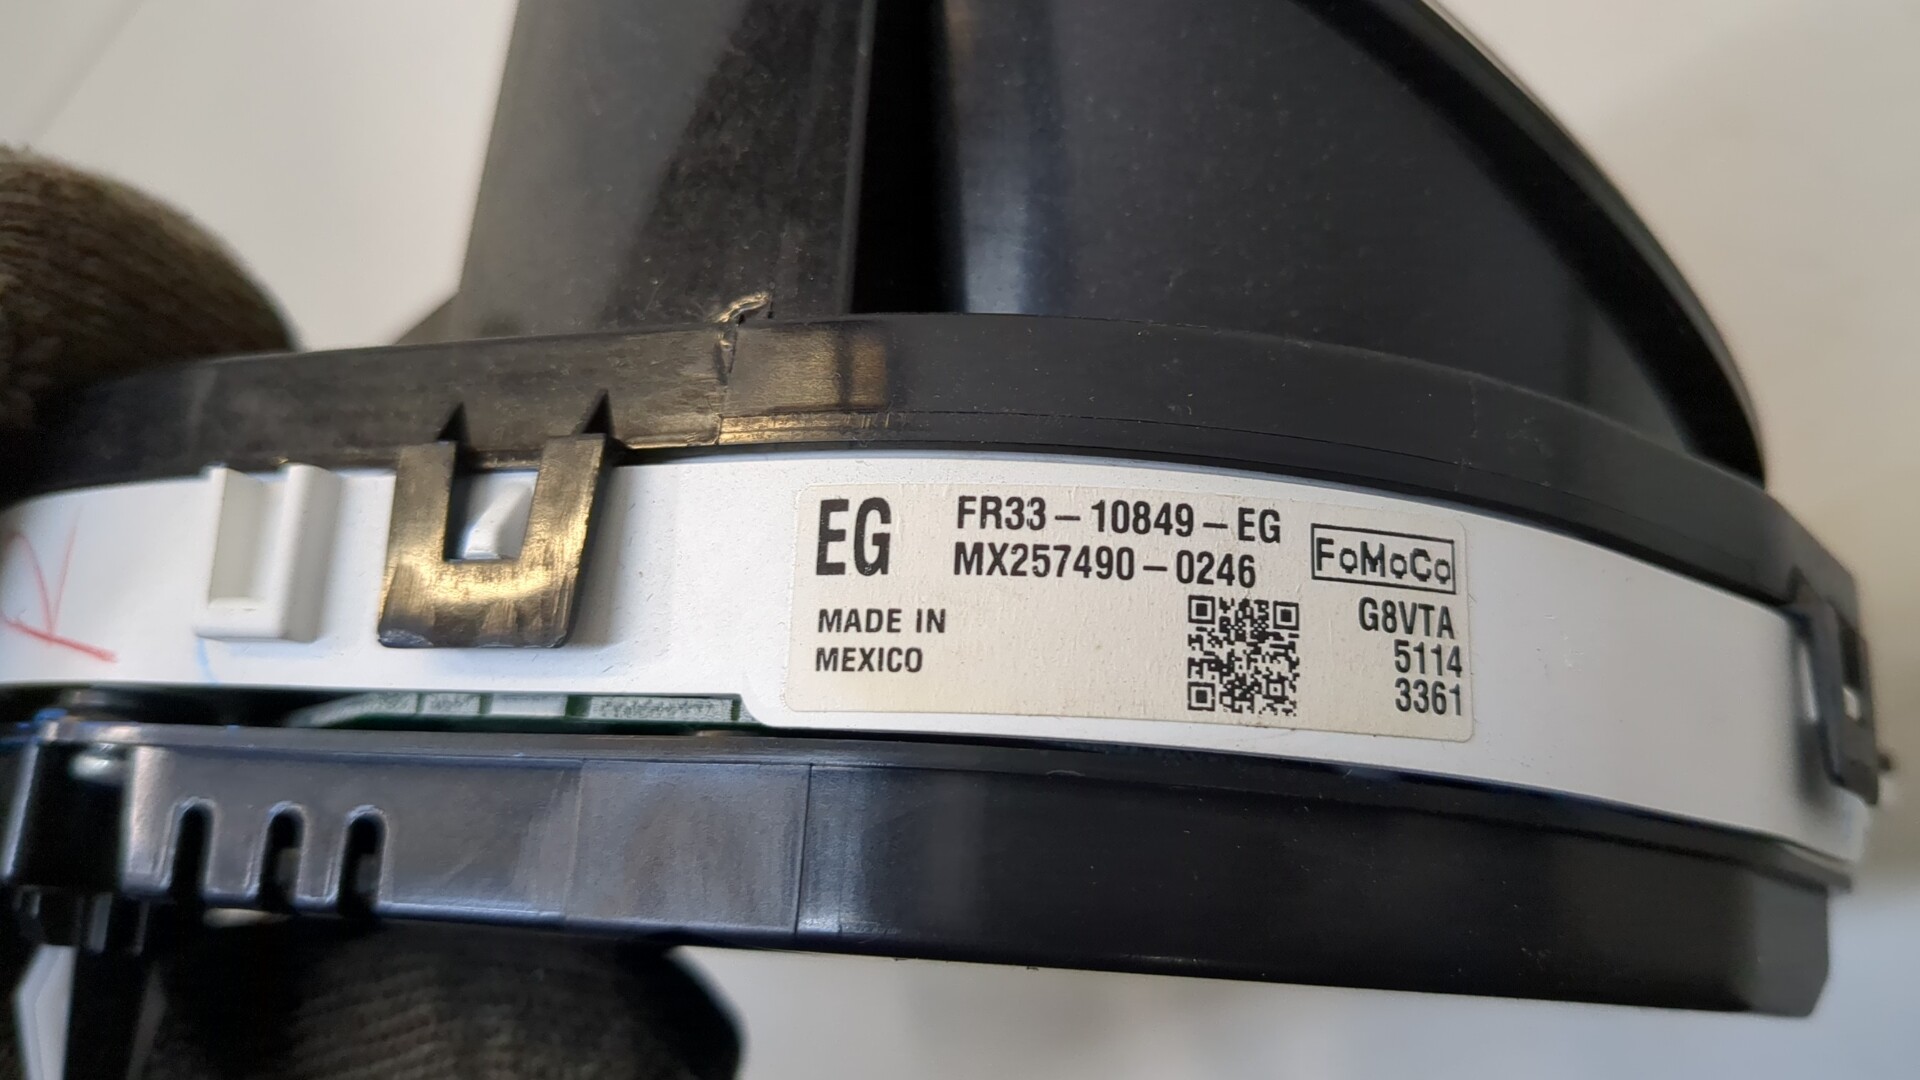 EG
FR33-10849-EG
MX257490-0246
FoMoCo
MADE IN
MEXICO
G8VTA
5114
3361
R